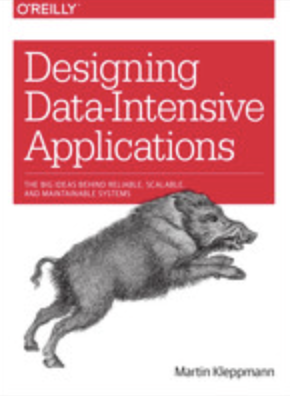 O'REILLY®
Designing
Data-Intensive
Applications
THE BIG IDEAS BEHIND RELIABLE, SCALABLE,
AND MAINTAINABLE SYSTEMS
Martin Kleppmann